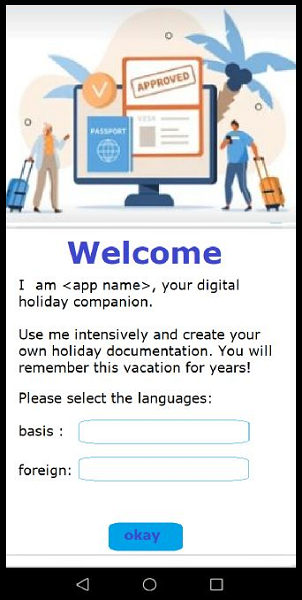 APPROVED
PASSPORT
VISA
Welcome
I am <app name>, your digital
holiday companion.
Use me intensively and create your
own holiday documentation. You will
remember this vacation for years!
Please select the languages:
basis :
foreign:
okay